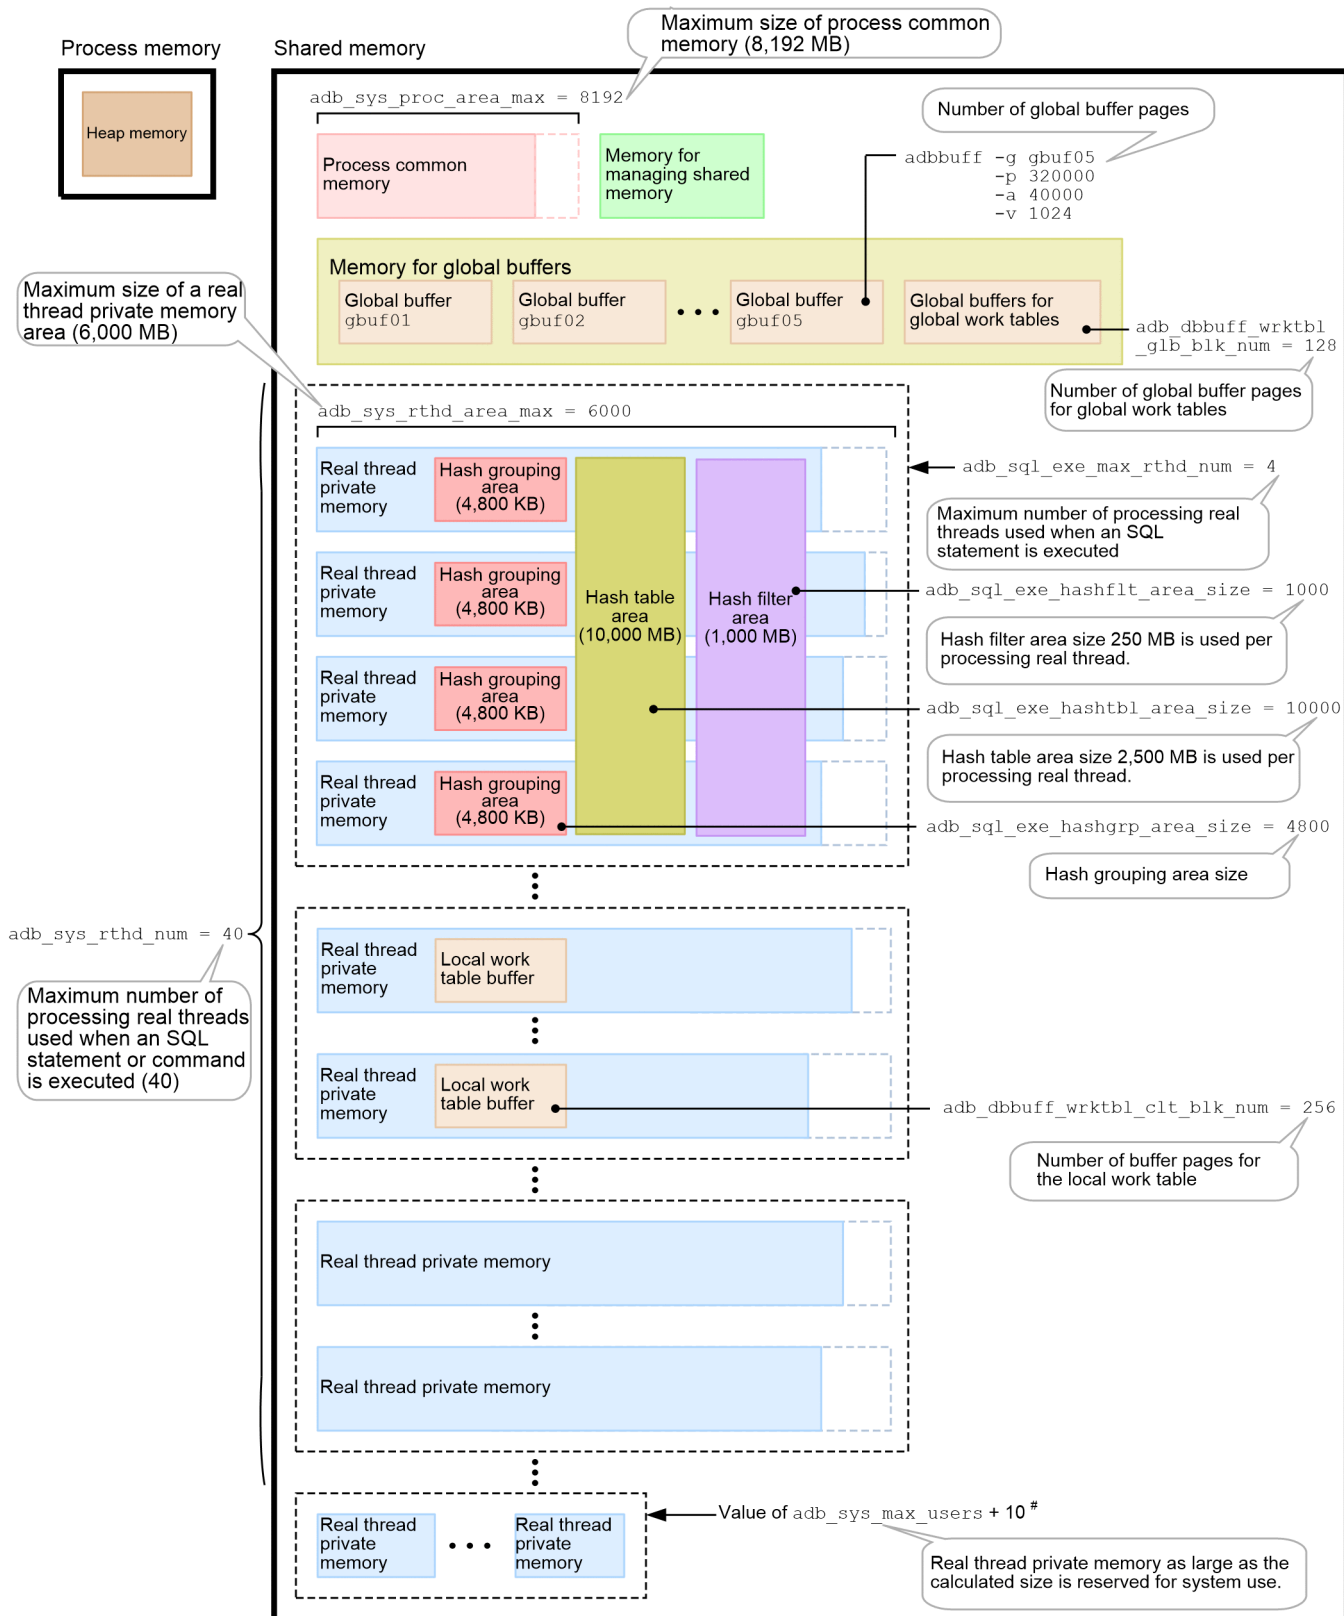 Process memory
Heap memory
Shared memory
Maximum size of process common
memory (8,192 MB)
adb_sys_proc_area_max = 8192
Process common
memory
Memory for
managing shared
memory
Number of global buffer pages
adbbuff -g gbuf05
-p 320000
-a 40000
-v 1024
Memory for global buffers
Global buffer
gbuf01
Global buffer
gbuf02
Global buffer
gbuf05
Global buffers for
global work tables
adb_dbbuff_wrktbl
_glb_blk_num = 128
Number of global buffer pages
for global work tables
Maximum size of a real
thread private memory
area (6,000 MB)
adb_sys_rthd_area_max = 6000
Real thread
private
memory
Hash grouping
area
(4,800 KB)
Real thread
private
memory
Hash grouping
area
(4,800 KB)
Real thread
private
memory
Hash grouping
area
(4,800 KB)
Real thread
private
memory
Hash grouping
area
(4,800 KB)
Hash table
area
(10,000 MB)
Hash filter
area
(1,000 MB)
adb_sql_exe_max_rthd_num = 4
Maximum number of processing real
threads used when an SQL
statement is executed
adb_sql_exe_hashflt_area_size = 1000
Hash filter area size 250 MB is used per
processing real thread.
adb_sql_exe_hashtbl_area_size = 10000
Hash table area size 2,500 MB is used per
processing real thread.
adb_sql_exe_hashgrp_area_size = 4800
Hash grouping area size
adb_sys_rthd_num = 40
Maximum number of
processing real threads
used when an SQL
statement or command
is executed (40)
Real thread
private
memory
Local work
table buffer
Real thread
private
memory
Local work
table buffer
adb_dbbuff_wrktbl_clt_blk_num = 256
Number of buffer pages for
the local work table
Real thread private memory
Real thread private memory
Real thread
private
memory
Real thread
private
memory
Value of adb_sys_max_users + 10 #
Real thread private memory as large as the
calculated size is reserved for system use.